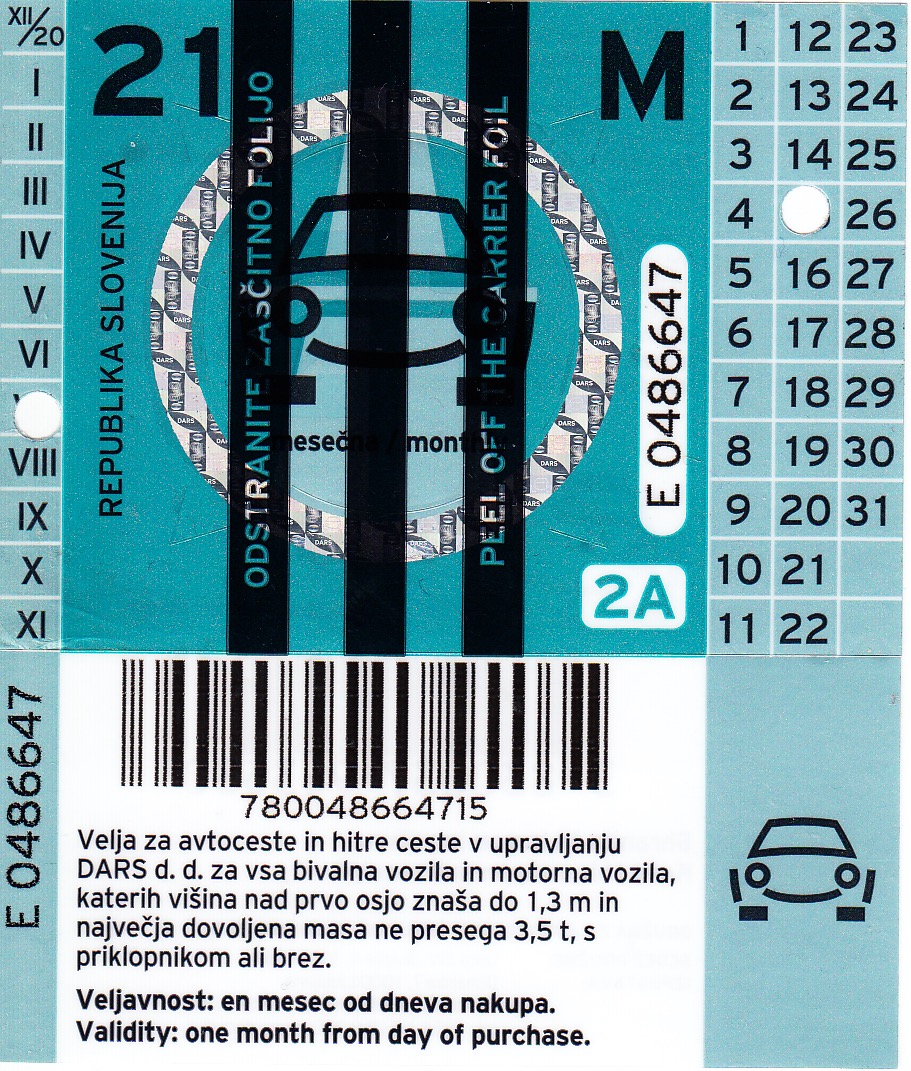 XII/20
I
II
III
IV
V
VI
VIII
IX
X
XI
21
M
REPUBLIKA SLOVENIJA
ODSTRANITE ZAŠČITNO FOLIJO
PEEL OFF THE CARRIER FOIL
DARS
mesečna / monthly
E 0486647
2A
1 12 23
2 13 24
3 14 25
4 26
5 16 27
6 17 28
7 18 29
8 19 30
9 20 31
10 21
11 22
E 0486647
780048664715
Velja za avtoceste in hitre ceste v upravljanju
DARS d. d. za vsa bivalna vozila in motorna vozila,
katerih višina nad prvo osjo znaša do 1,3 m in
največja dovoljena masa ne presega 3,5 t, s
priklopnikom ali brez.
Veljavnost: en mesec od dneva nakupa.
Validity: one month from day of purchase.